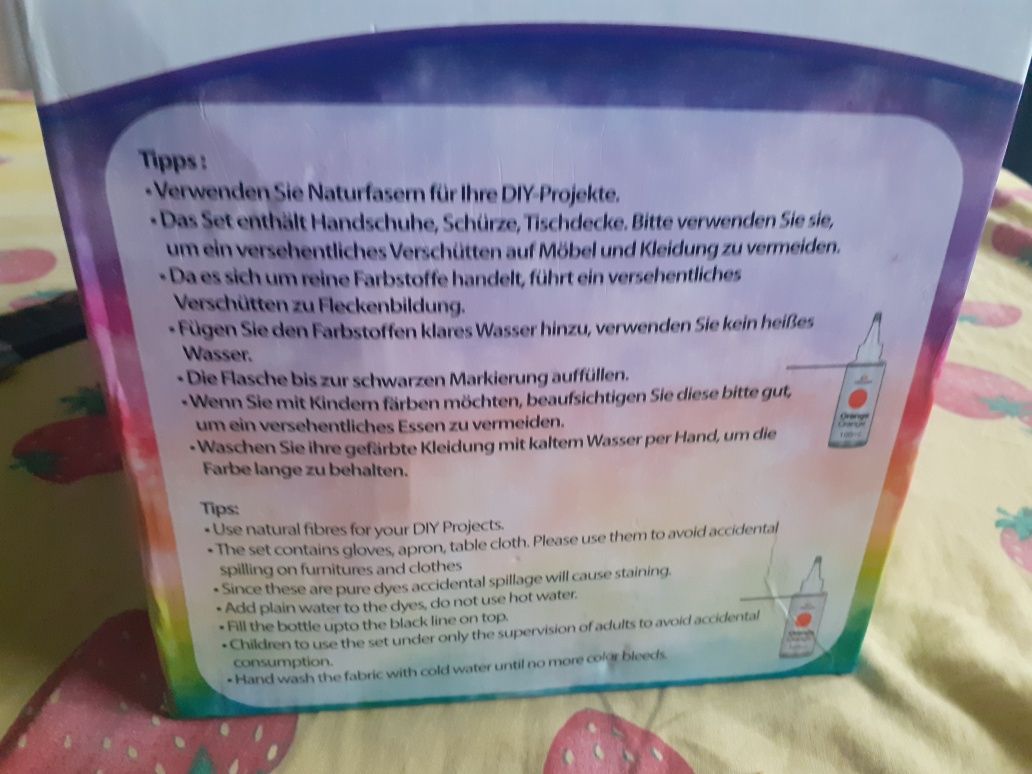 Tipps:
• Verwenden Sie Naturfasern für Ihre DIY-Projekte.
• Das Set enthält Handschuhe, Schürze, Tischdecke. Bitte verwenden Sie sie,
um ein versehentliches Verschütten auf Möbel und Kleidung zu vermeiden.
• Da es sich um reine Farbstoffe handelt, führt ein versehentliches
Verschütten zu Fleckenbildung.
• Fügen Sie den Farbstoffen klares Wasser hinzu, verwenden Sie kein heißes
Wasser.
• Die Flasche bis zur schwarzen Markierung auffüllen.
• Wenn Sie mit Kindern färben möchten, beaufsichtigen Sie diese bitte gut,
um ein versehentliches Essen zu vermeiden.
• Waschen Sie ihre gefärbte Kleidung mit kaltem Wasser per Hand, um die
Farbe lange zu behalten.
Orange
Orange
Tips:
• Use natural fibres for your DIY Projects.
• The set contains gloves, apron, table cloth. Please use them to avoid accidental
spilling on furnitures and clothes
• Since these are pure dyes accidental spillage will cause staining.
• Add plain water to the dyes, do not use hot water.
• Fill the bottle upto the black line on top.
• Children to use the set under only the supervision of adults to avoid accidental
consumption.
• Hand wash the fabric with cold water until no more color bleeds.
Orange
Orange